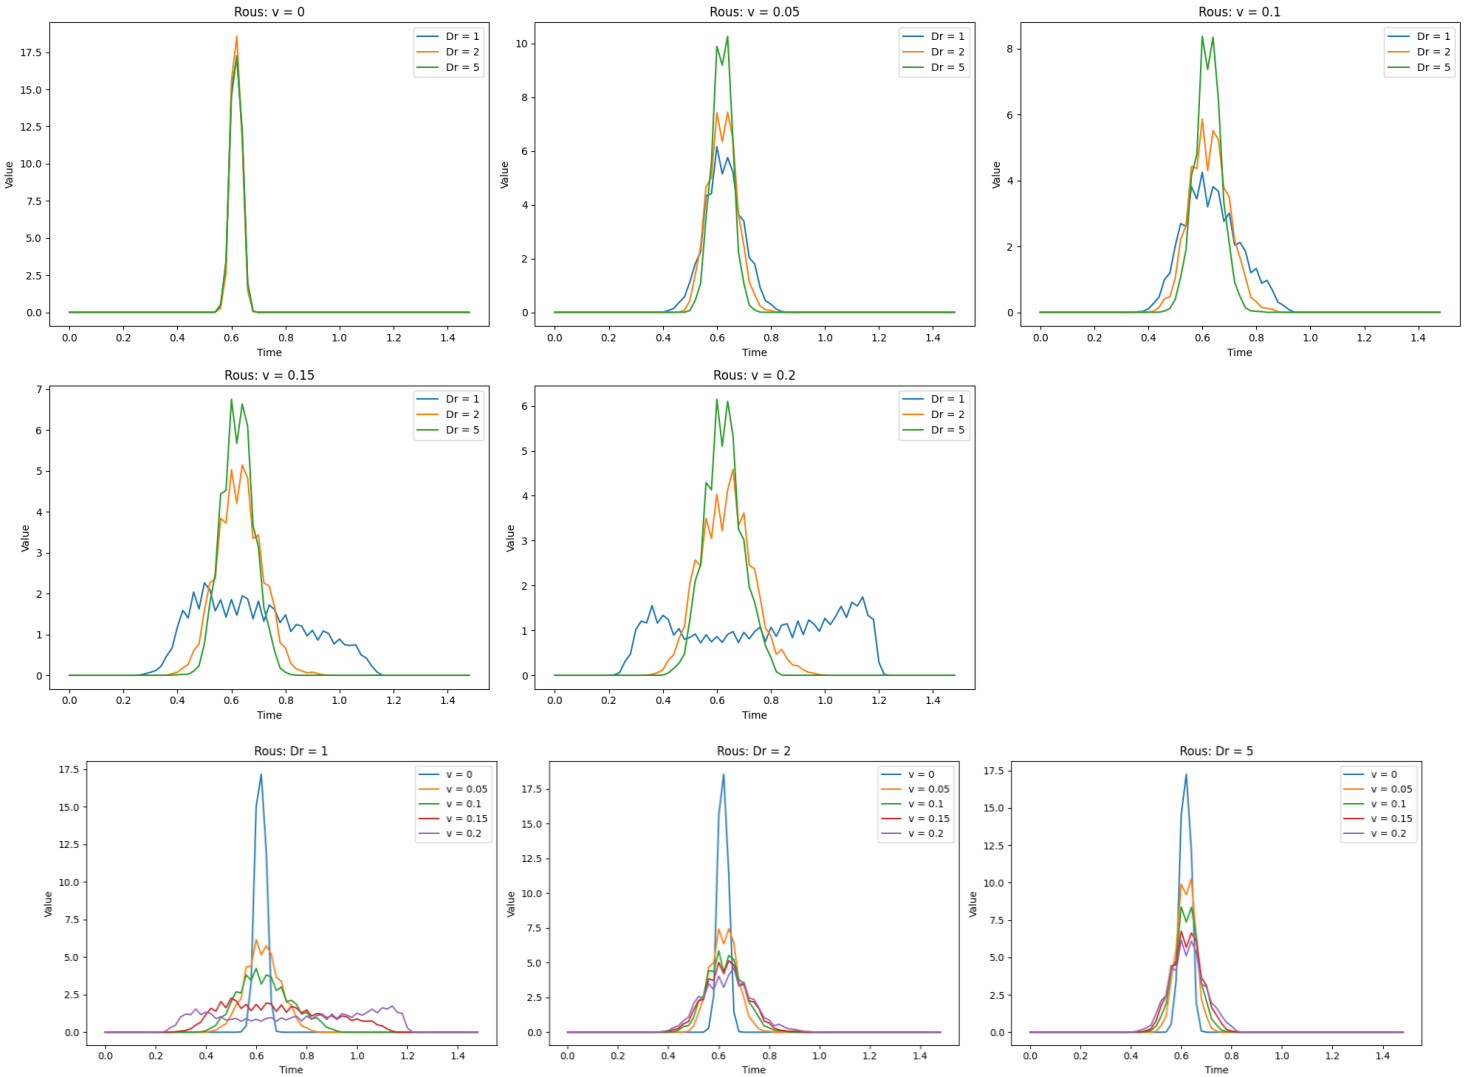 Rous: v = 0
17.5
15.0
12.5
10.0
7.5
5.0
2.5
0.0
Value
0.0 0.2 0.4 0.6 0.8 1.0 1.2 1.4
Time
Dr = 1
Dr = 2
Dr = 5
Rous: v = 0.05
10
8
6
4
2
0
Value
0.0 0.2 0.4 0.6 0.8 1.0 1.2 1.4
Time
Dr = 1
Dr = 2
Dr = 5
Rous: v = 0.1
8
6
4
2
0
Value
0.0 0.2 0.4 0.6 0.8 1.0 1.2 1.4
Time
Dr = 1
Dr = 2
Dr = 5
Rous: v = 0.15
7
6
5
4
3
2
1
0
Value
0.0 0.2 0.4 0.6 0.8 1.0 1.2 1.4
Time
Dr = 1
Dr = 2
Dr = 5
Rous: v = 0.2
6
5
4
3
2
1
0
Value
0.0 0.2 0.4 0.6 0.8 1.0 1.2 1.4
Time
Dr = 1
Dr = 2
Dr = 5
Rous: Dr = 1
17.5
15.0
12.5
10.0
7.5
5.0
2.5
0.0
Value
0.0 0.2 0.4 0.6 0.8 1.0 1.2 1.4
Time
v = 0
v = 0.05
v = 0.1
v = 0.15
v = 0.2
Rous: Dr = 2
17.5
15.0
12.5
10.0
7.5
5.0
2.5
0.0
Value
0.0 0.2 0.4 0.6 0.8 1.0 1.2 1.4
Time
v = 0
v = 0.05
v = 0.1
v = 0.15
v = 0.2
Rous: Dr = 5
17.5
15.0
12.5
10.0
7.5
5.0
2.5
0.0
Value
0.0 0.2 0.4 0.6 0.8 1.0 1.2 1.4
Time
v = 0
v = 0.05
v = 0.1
v = 0.15
v = 0.2